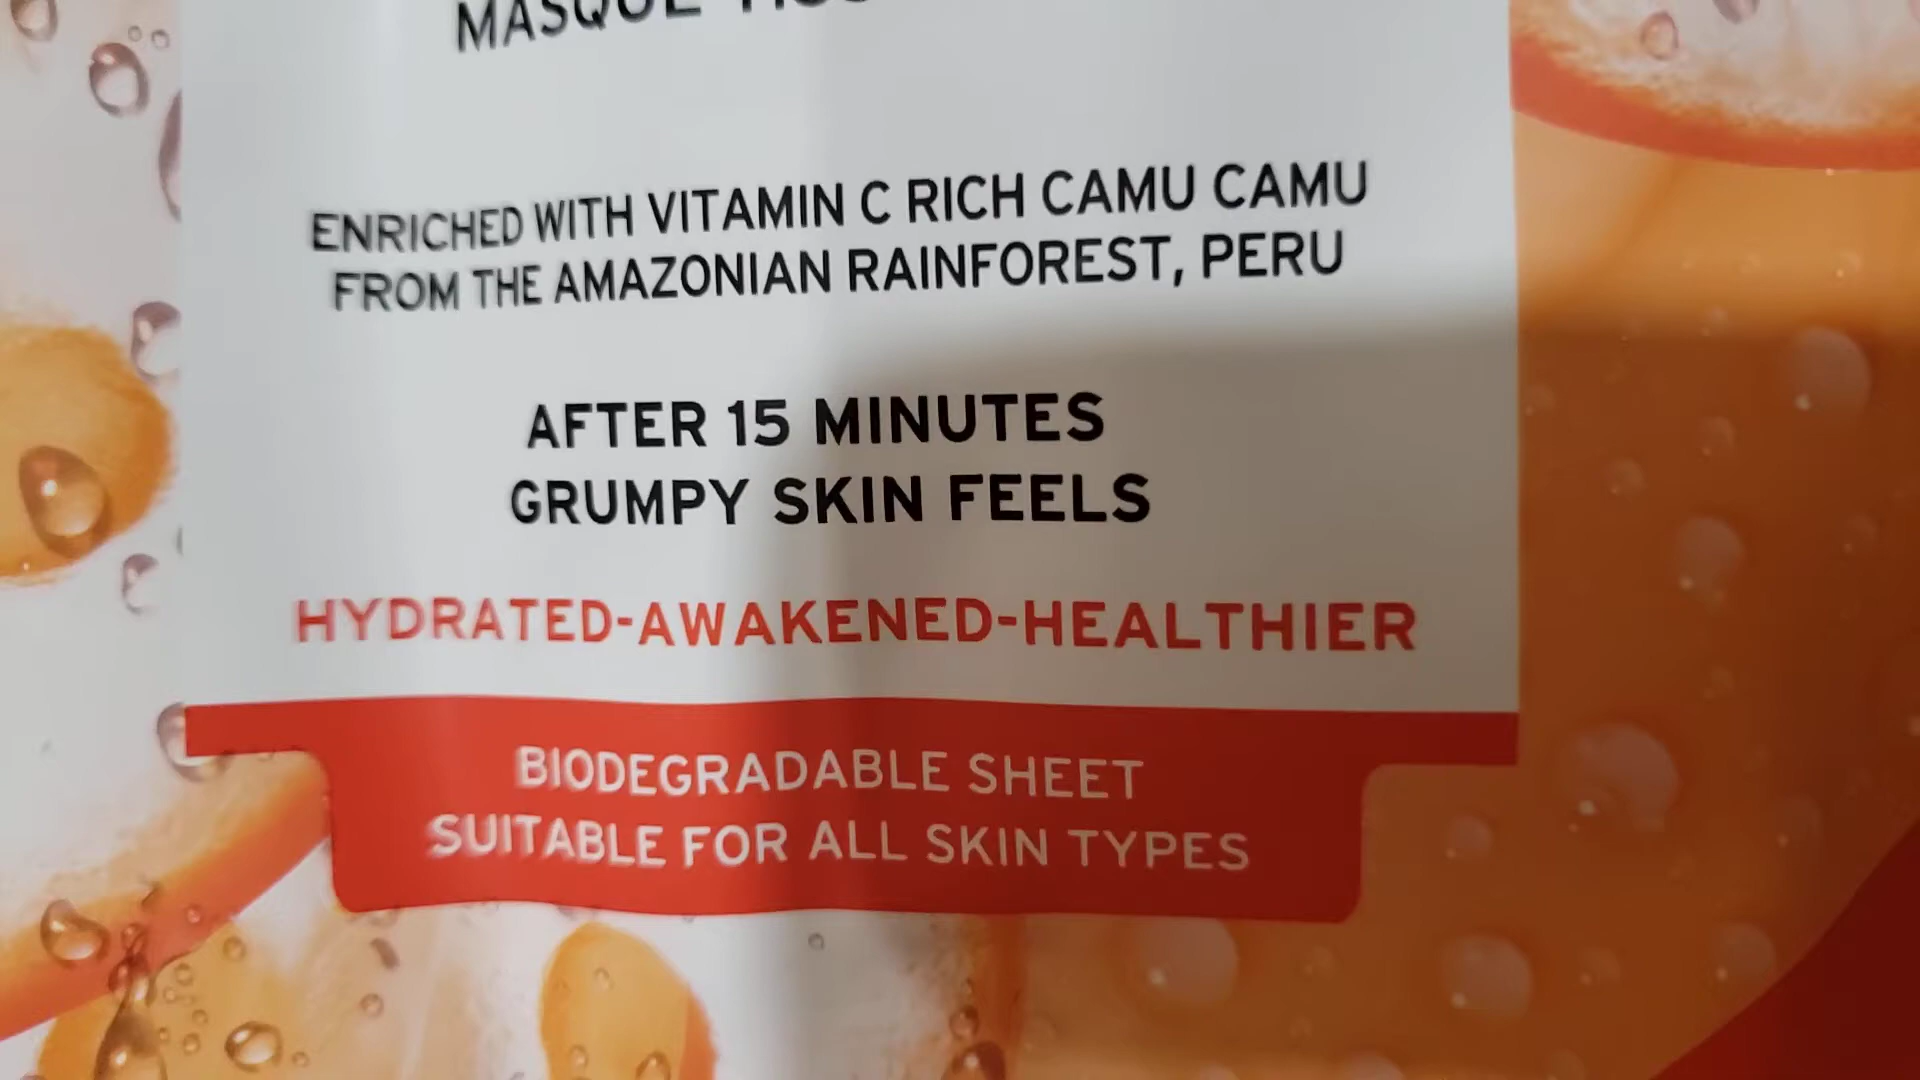 MASQUE
ENRICHED WITH VITAMIN C RICH CAMU CAMU
FROM THE AMAZONIAN RAINFOREST, PERU
AFTER 15 MINUTES
GRUMPY SKIN FEELS
HYDRATED-AWAKENED-HEALTHIER
BIODEGRADABLE SHEET
SUITABLE FOR ALL SKIN TYPES